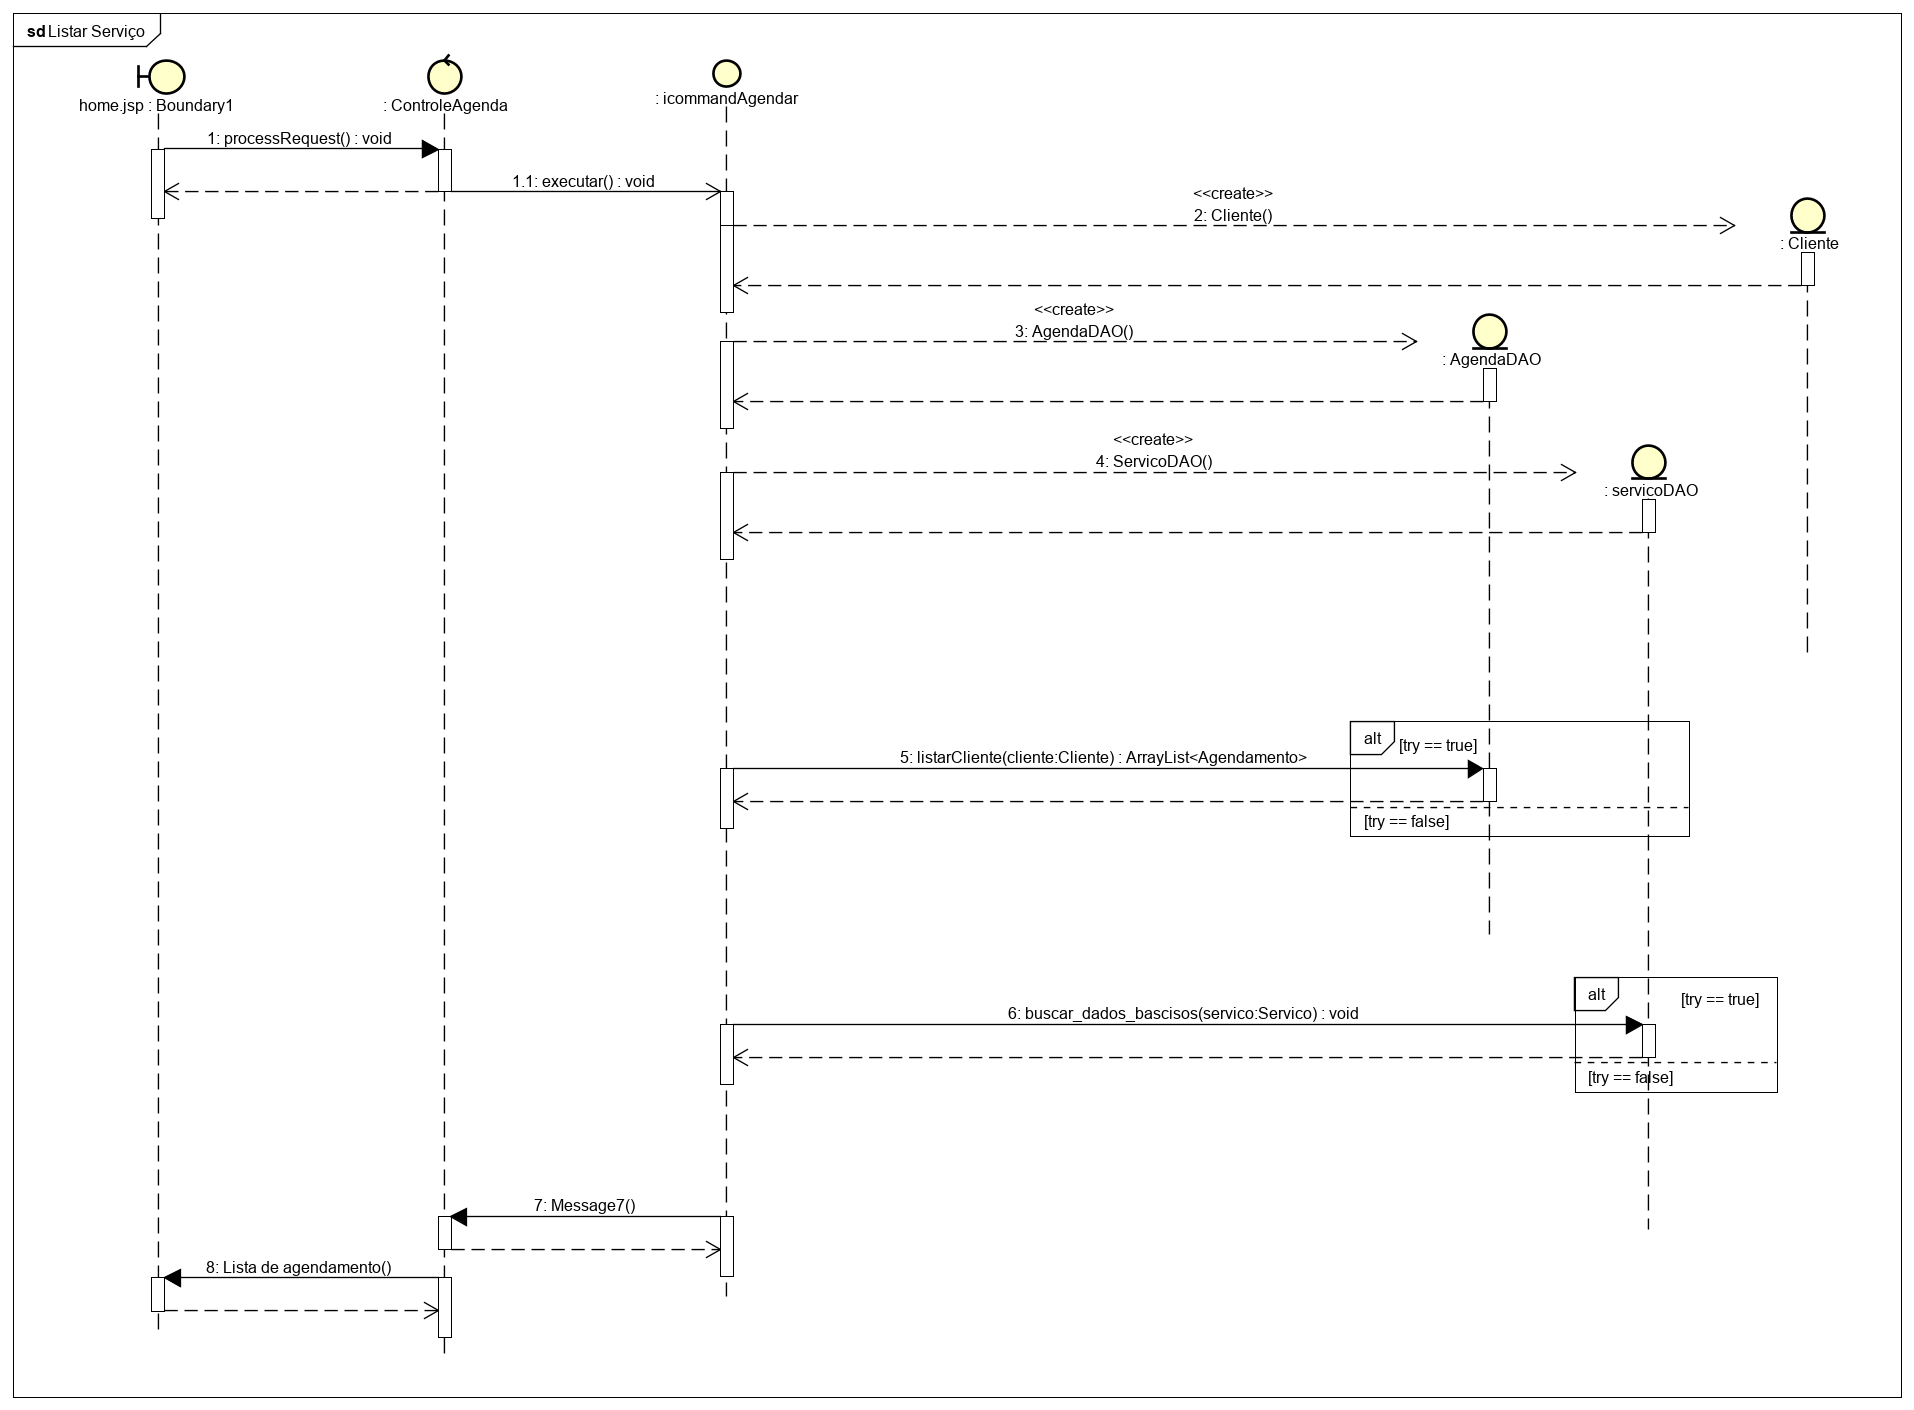 sd Listar Serviço
home.jsp : Boundary1
: ControleAgenda
: icommandAgendar
1: processRequest() : void
1.1: executar() : void
<<create>>
2: Cliente()
: Cliente
<<create>>
3: AgendaDAO()
: AgendaDAO
<<create>>
4: ServicoDAO()
: servicoDAO
alt
[try == true]
5: listarCliente(cliente:Cliente) : ArrayList<Agendamento>
[try == false]
alt
[try == true]
6: buscar_dados_bascisos(servico:Servico) : void
[try == false]
7: Message7()
8: Lista de agendamento()